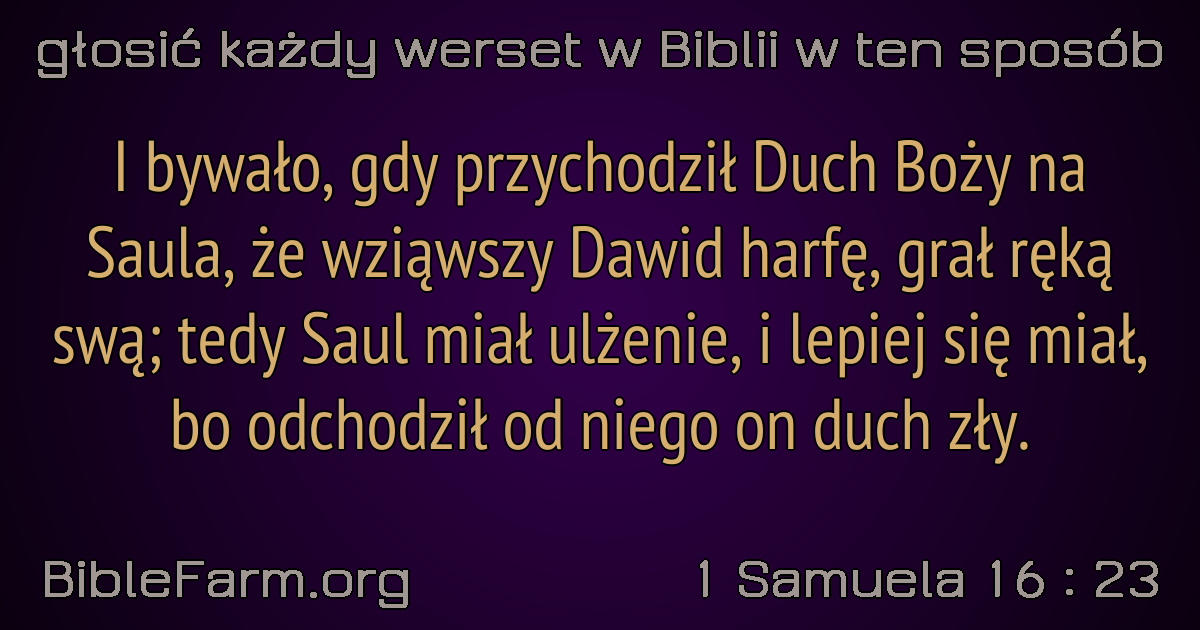 głosić każdy werset w Biblii w ten sposób
I bywało, gdy przychodził Duch Boży na
Saula, że wziąwszy Dawid harfę, grał ręką
swą; tedy Saul miał ulżenie, i lepiej się miał,
bo odchodził od niego on duch zły.
BibleFarm.org
1 Samuela 16 : 23